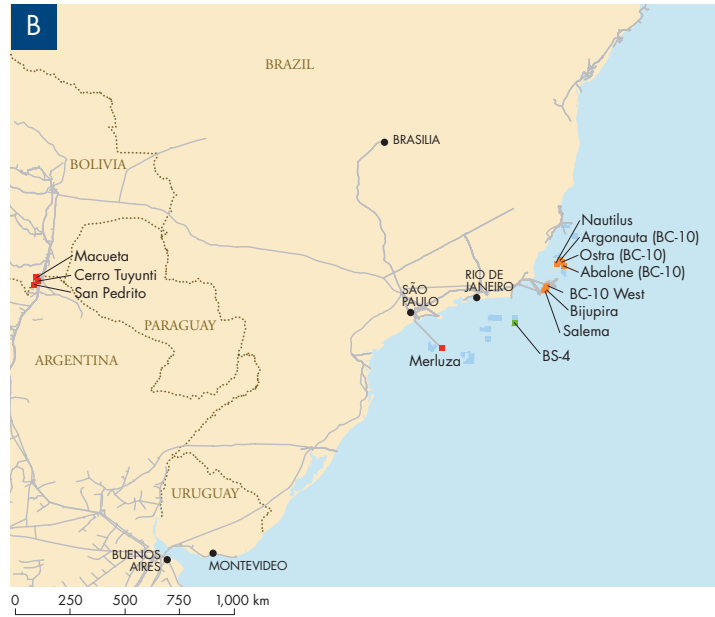 B
BRAZIL
BRASILIA
BOLIVIA
Nautilus
Argonauta (BC-10)
Ostra (BC-10)
Abalone (BC-10)
Macueta
Cerro Tuyunti
San Pedrito
RIO DE
JANEIRO
SÃO
PAULO
BC-10 West
Bijupira
Salema
PARAGUAY
BS-4
Merluza
ARGENTINA
URUGUAY
BUENOS
AIRES
MONTEVIDEO
0 250 500 750 1,000 km